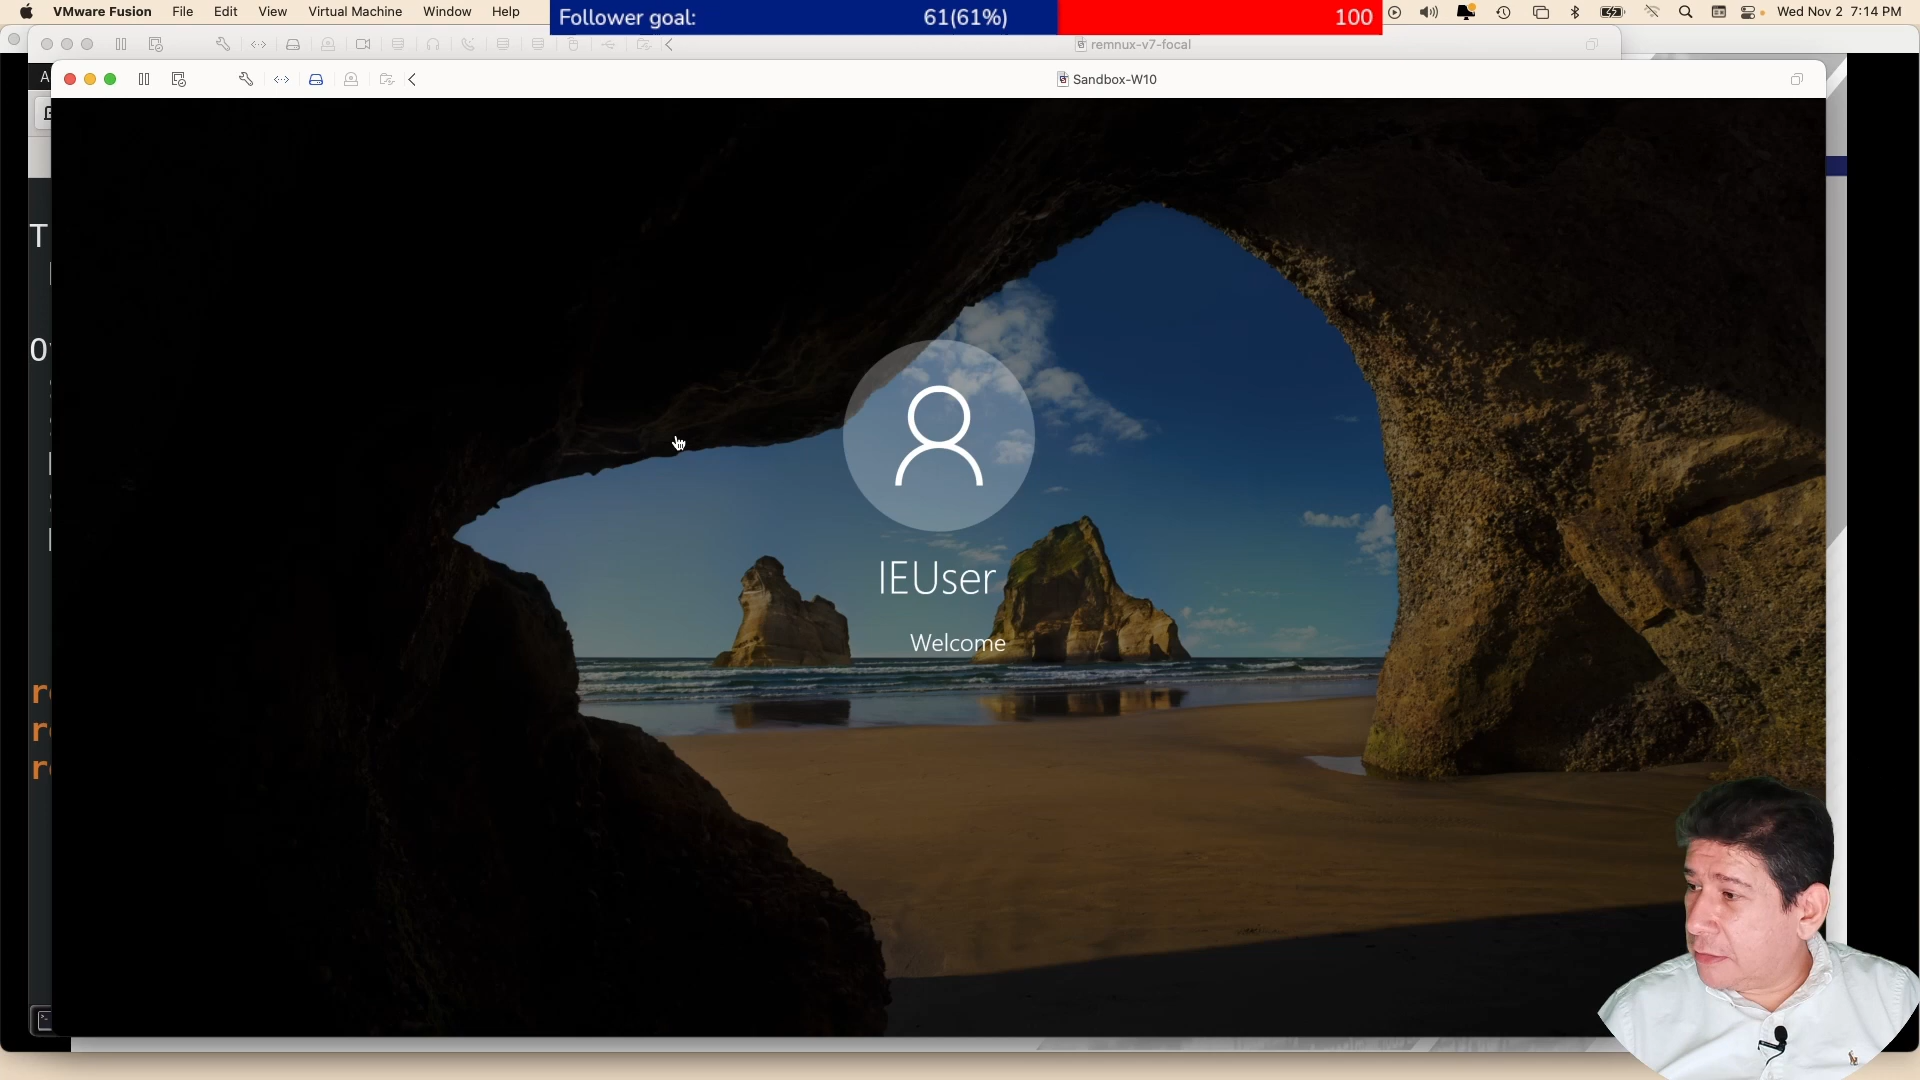 VMware Fusion File Edit View Virtual Machine Window Help
Follower goal: 61(61%) 100
Wed Nov 2 7:14 PM
remnux-v7-focal
Sandbox-W10
A
T
IEUser
Welcome